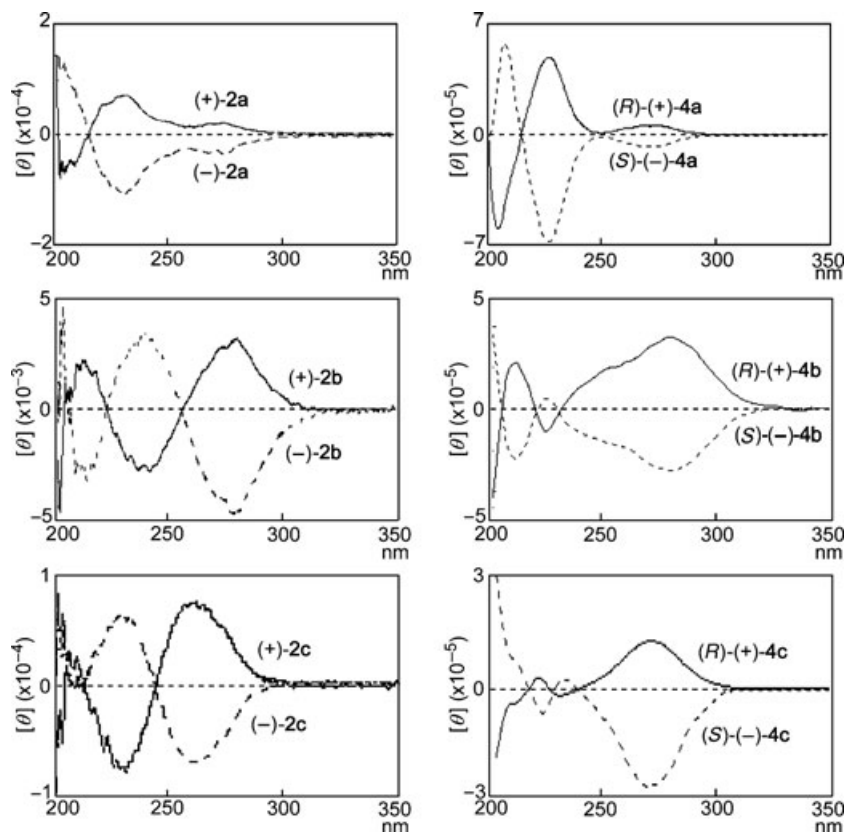 2
1
0
−2
[θ] (x10⁻⁴)
(+)-2a
(−)-2a
200 250 300 350
nm
7
0
−7
[θ] (x10⁻⁵)
(R)-(+)-4a
(S)-(−)-4a
200 250 300 350
nm
5
0
−5
[θ] (x10⁻³)
(+)-2b
(−)-2b
200 250 300 350
nm
5
0
−5
[θ] (x10⁻⁵)
(R)-(+)-4b
(S)-(−)-4b
200 250 300 350
nm
1
0
−1
[θ] (x10⁻⁴)
(+)-2c
(−)-2c
200 250 300 350
nm
3
0
−3
[θ] (x10⁻⁵)
(R)-(+)-4c
(S)-(−)-4c
200 250 300 350
nm